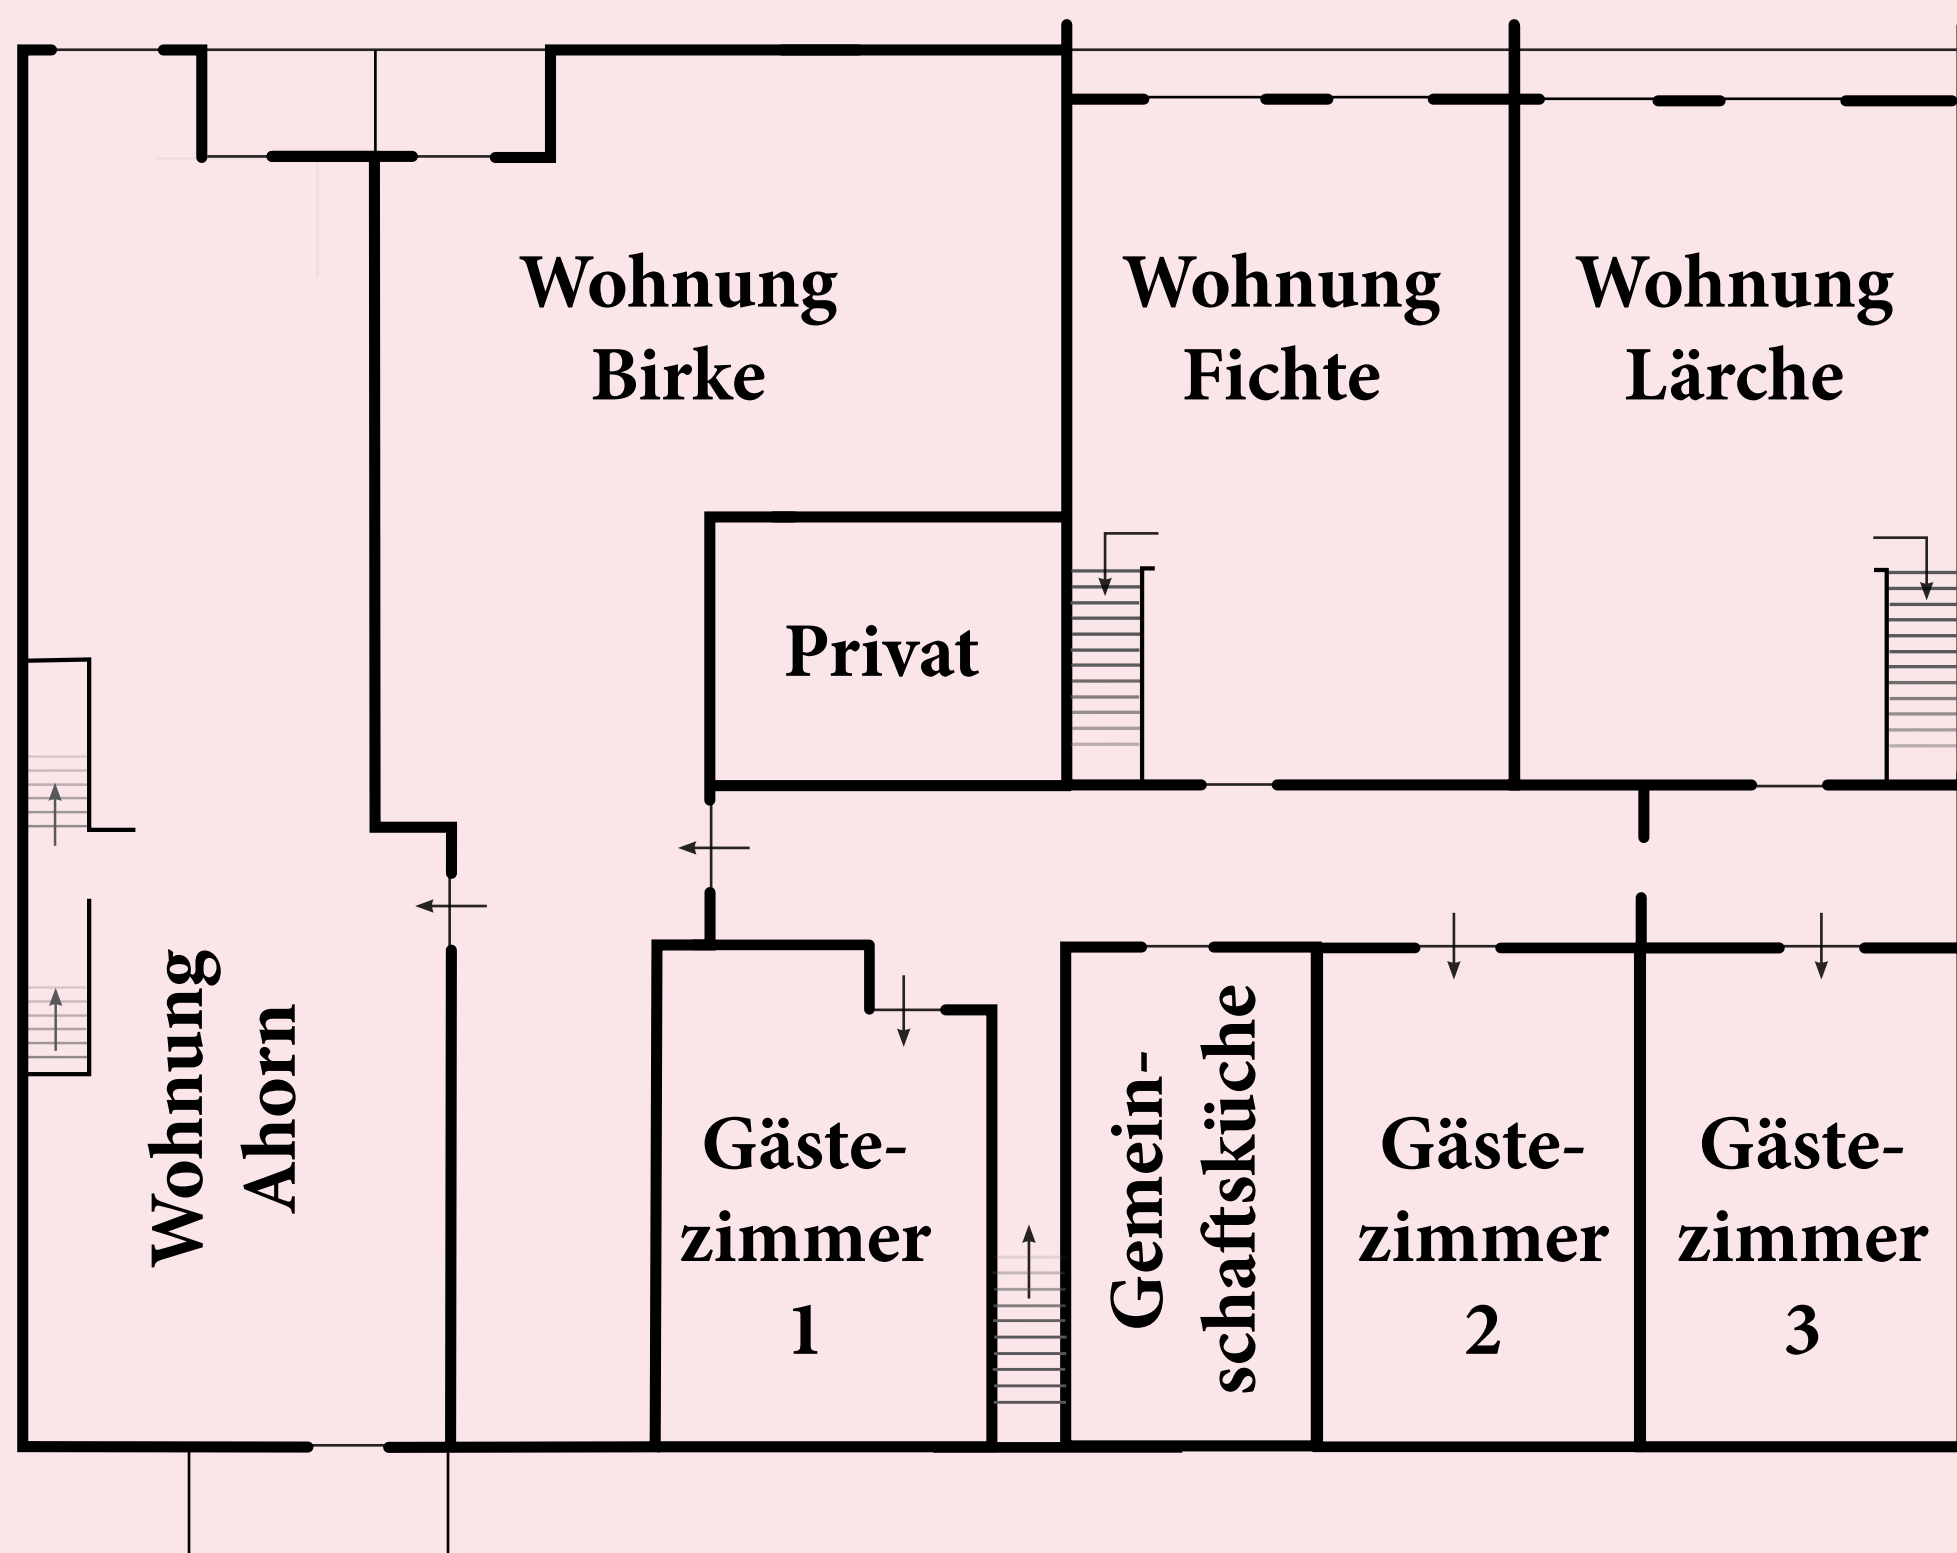 Wohnung
Birke
Wohnung
Fichte
Wohnung
Lärche
Privat
Wohnung
Ahorn
Gäste-
zimmer
1
Gemein-
schaftsküche
Gäste-
zimmer
2
Gäste-
zimmer
3